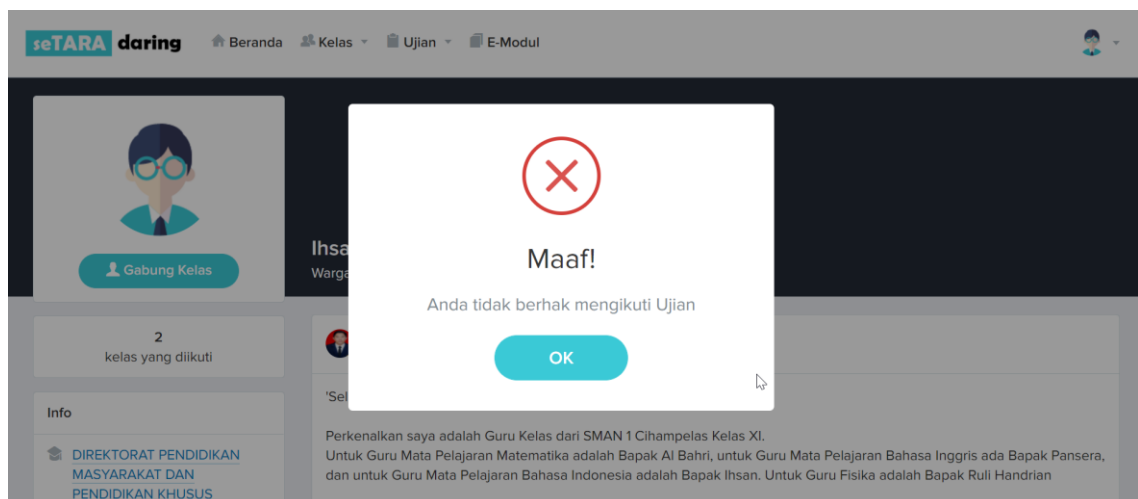 seTARA daring Beranda Kelas Ujian E-Modul
Gabung Kelas
Ihsa
Warga
Maaf!
Anda tidak berhak mengikuti Ujian
OK
2
kelas yang diikuti
Info
DIREKTORAT PENDIDIKAN
MASYARAKAT DAN
PENDIDIKAN KHUSUS
'Sel
Perkenalkan saya adalah Guru Kelas dari SMAN 1 Cihampelas Kelas XI.
Untuk Guru Mata Pelajaran Matematika adalah Bapak Al Bahri, untuk Guru Mata Pelajaran Bahasa Inggris ada Bapak Pansera,
dan untuk Guru Mata Pelajaran Bahasa Indonesia adalah Bapak Ihsan. Untuk Guru Fisika adalah Bapak Ruli Handrian